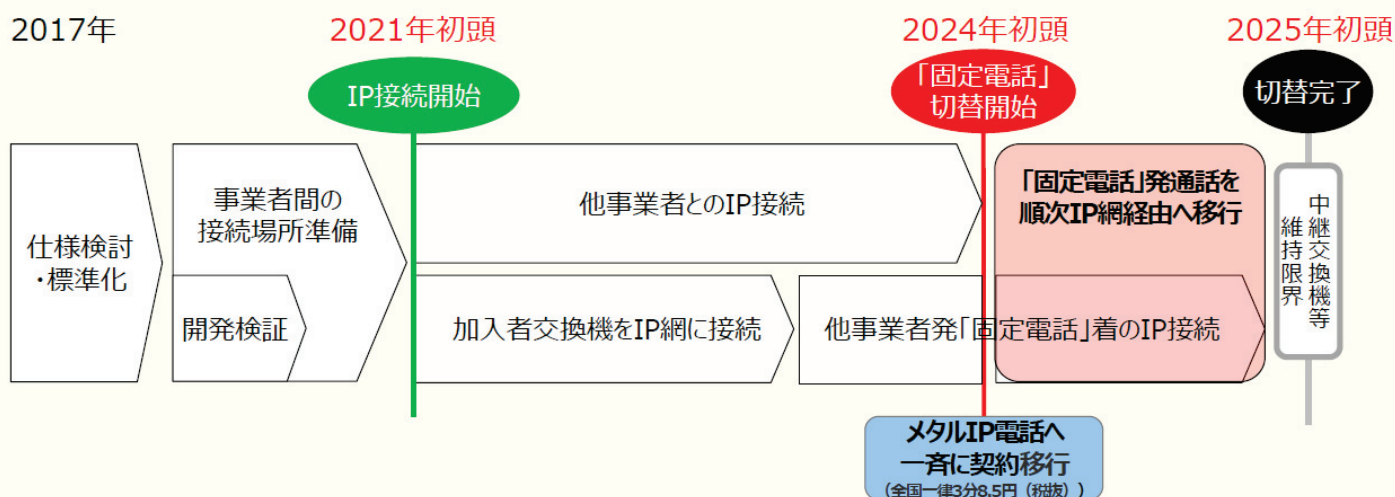 2017年
2021年初頭
2024年初頭
2025年初頭
IP接続開始
「固定電話」
切替開始
切替完了
仕様検討
・標準化
事業者間の
接続場所準備
開発検証
他事業者とのIP接続
加入者交換機をIP網に接続
他事業者発「固定電話」着のIP接続
「固定電話」発通話を
順次IP網経由へ移行
中継交換機等
維持限界
メタルIP電話へ
一斉に契約移行
（全国一律3分8.5円（税抜））